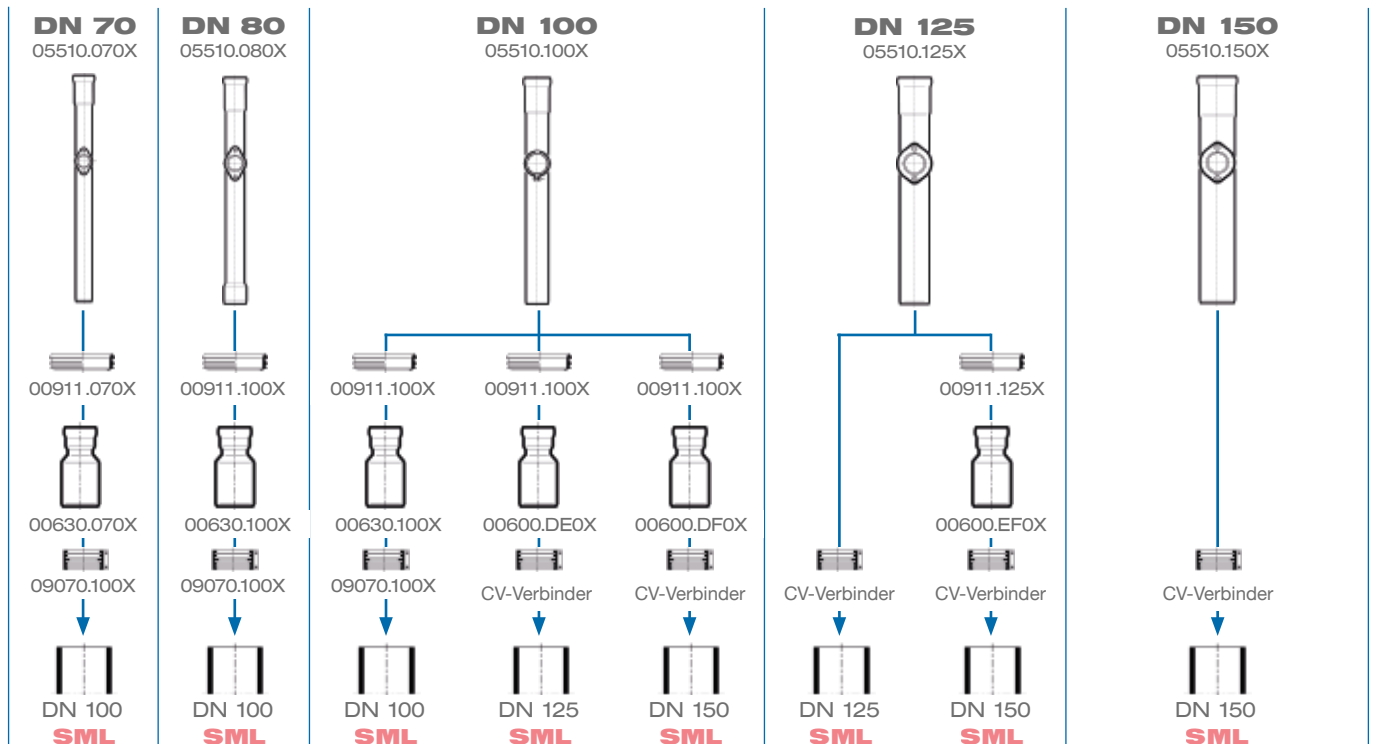 DN 70
05510.070X
DN 80
05510.080X
DN 100
05510.100X
DN 125
05510.125X
DN 150
05510.150X
00911.070X
00911.100X
00911.100X
00911.100X
00911.100X
00911.125X
00630.070X
00630.100X
00630.100X
00600.DE0X
00600.DF0X
00600.EF0X
09070.100X
09070.100X
09070.100X
CV-Verbinder
CV-Verbinder
CV-Verbinder
CV-Verbinder
CV-Verbinder
DN 100
DN 100
DN 100
DN 125
DN 150
DN 125
DN 150
DN 150
SML
SML
SML
SML
SML
SML
SML
SML